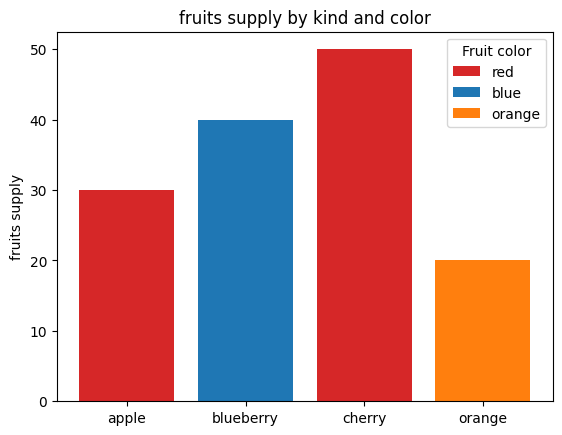 fruits supply by kind and color
Fruit color
red
blue
orange
fruits supply
50
40
30
20
10
0
apple
blueberry
cherry
orange